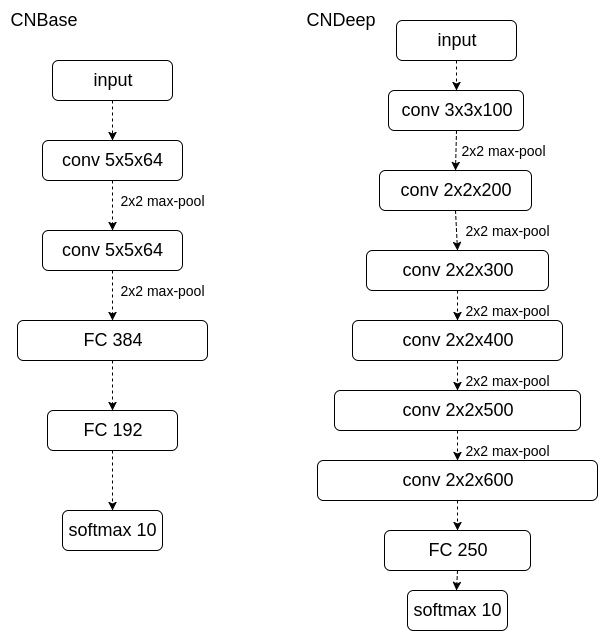 CNBase
input
conv 5x5x64
2x2 max-pool
conv 5x5x64
2x2 max-pool
FC 384
FC 192
softmax 10
CNDeep
input
conv 3x3x100
2x2 max-pool
conv 2x2x200
2x2 max-pool
conv 2x2x300
2x2 max-pool
conv 2x2x400
2x2 max-pool
conv 2x2x500
2x2 max-pool
conv 2x2x600
FC 250
softmax 10